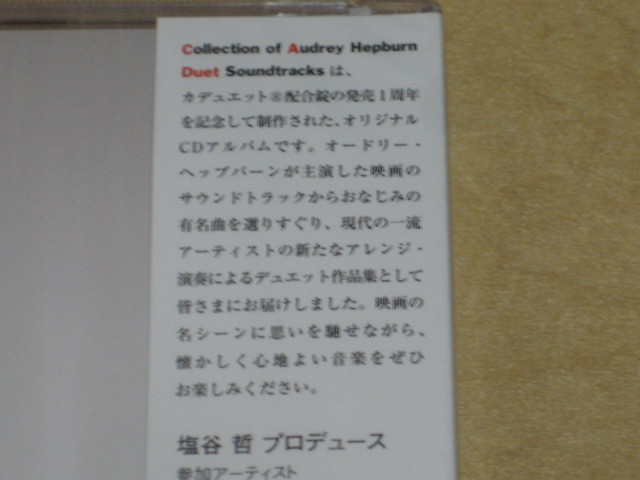 Collection of Audrey Hepburn
Duet Soundtracks は、
カデュエット®配合錠の発売1周年
を記念して制作された、オリジナル
CDアルバムです。オードリー・
ヘップバーンが主演した映画の
サウンドトラックからおなじみの
有名曲を選りすぐり、現代の一流
アーティストの新たなアレンジ・
演奏によるデュエット作品集として
皆さまにお届けしました。映画の
名シーンに思いを馳せながら、
懐かしく心地よい音楽をぜひ
お楽しみください。
塩谷 哲 プロデュース
参加アーティスト